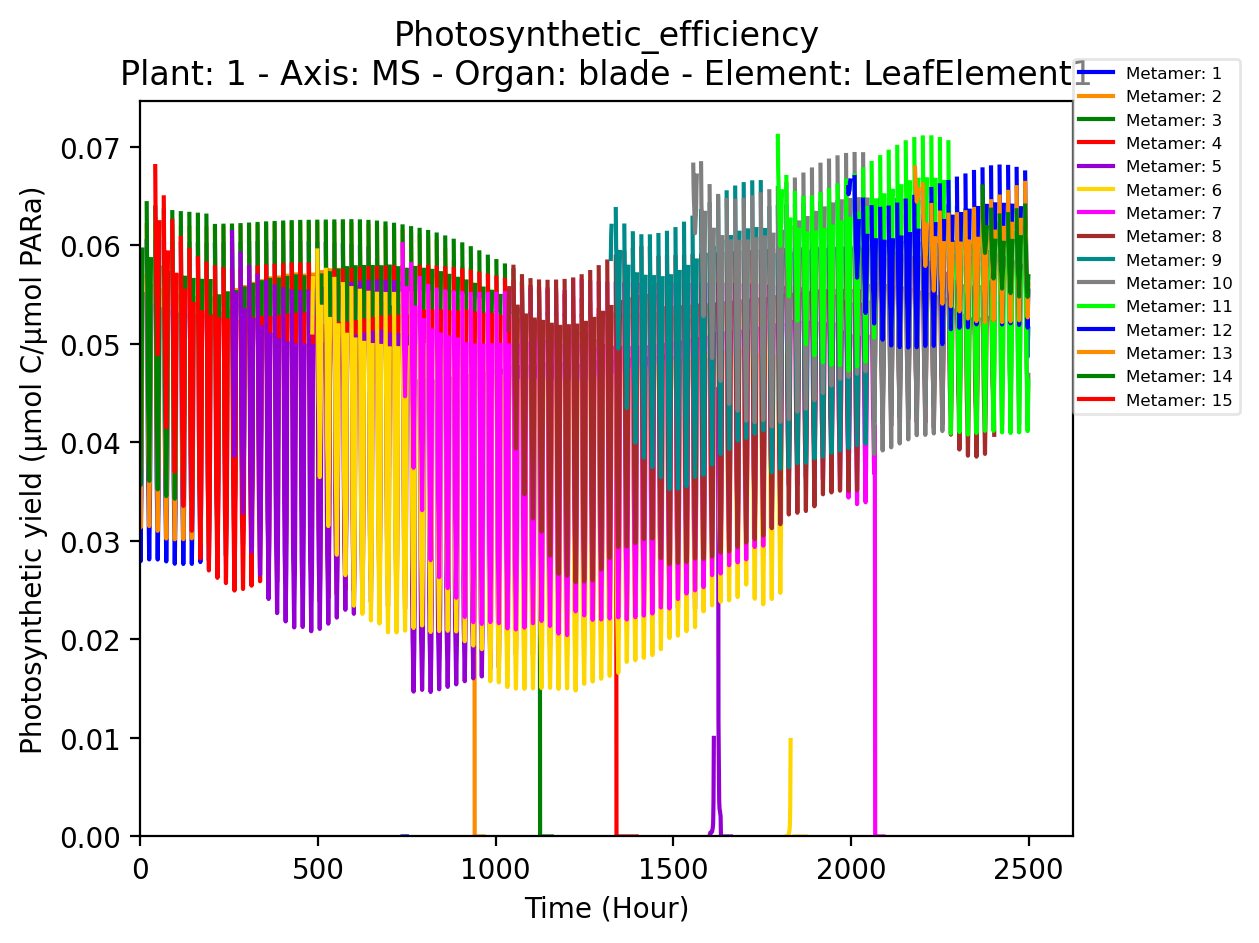 Photosynthetic_efficiency
Plant: 1 - Axis: MS - Organ: blade - Element: LeafElement1
Metamer: 1
Metamer: 2
Metamer: 3
Metamer: 4
Metamer: 5
Metamer: 6
Metamer: 7
Metamer: 8
Metamer: 9
Metamer: 10
Metamer: 11
Metamer: 12
Metamer: 13
Metamer: 14
Metamer: 15
Photosynthetic yield (µmol C/µmol PARa)
0.07
0.06
0.05
0.04
0.03
0.02
0.01
0.00
0 500 1000 1500 2000 2500
Time (Hour)